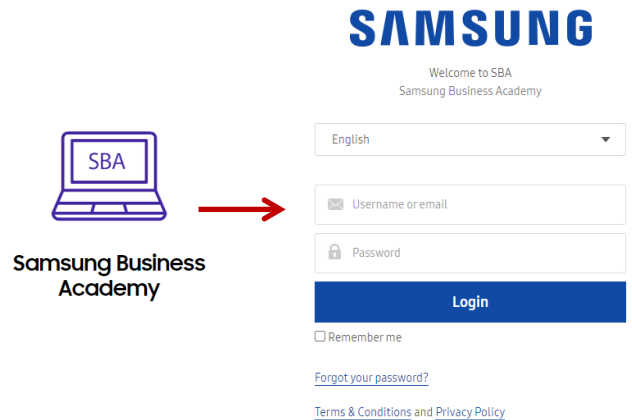 SBA
Samsung Business
Academy
SAMSUNG
Welcome to SBA
Samsung Business Academy
English
Username or email
Password
Login
Remember me
Forgot your password?
Terms & Conditions and Privacy Policy